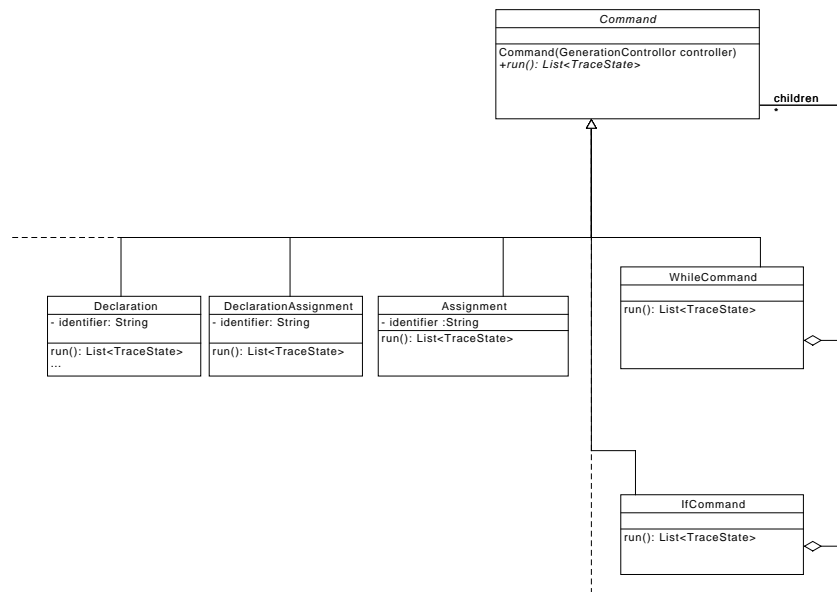 Command
Command(GenerationControllor controller)
+run(): List<TraceState>
children
*
WhileCommand
run(): List<TraceState>
Declaration
- identifier: String
run(): List<TraceState>
...
DeclarationAssignment
- identifier: String
run(): List<TraceState>
Assignment
- identifier :String
run(): List<TraceState>
IfCommand
run(): List<TraceState>